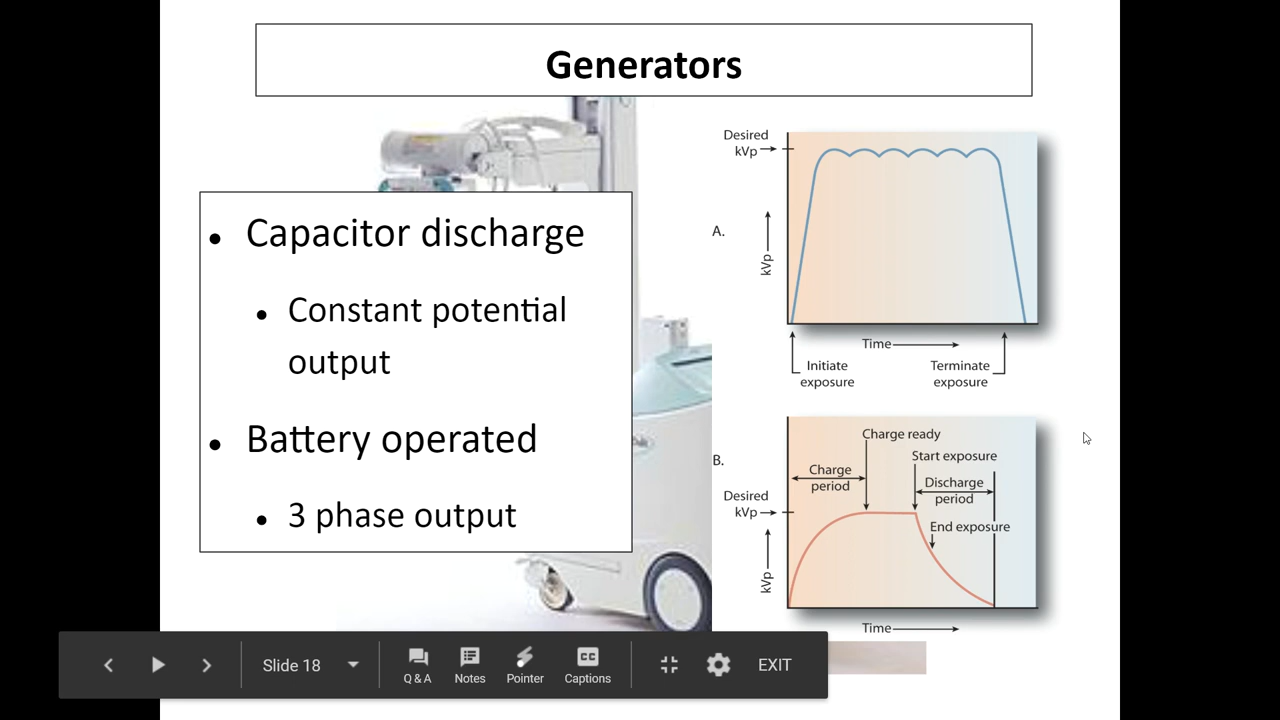 Generators
● Capacitor discharge
● Constant potential
output
● Battery operated
● 3 phase output
Desired
kVp
A.
kVp
Time
Initiate
exposure
Terminate
exposure
B.
Charge ready
Start exposure
Charge
period
Discharge
period
Desired
kVp
End exposure
kVp
Time
Slide 18
Q & A
Notes
Pointer
CC
Captions
EXIT